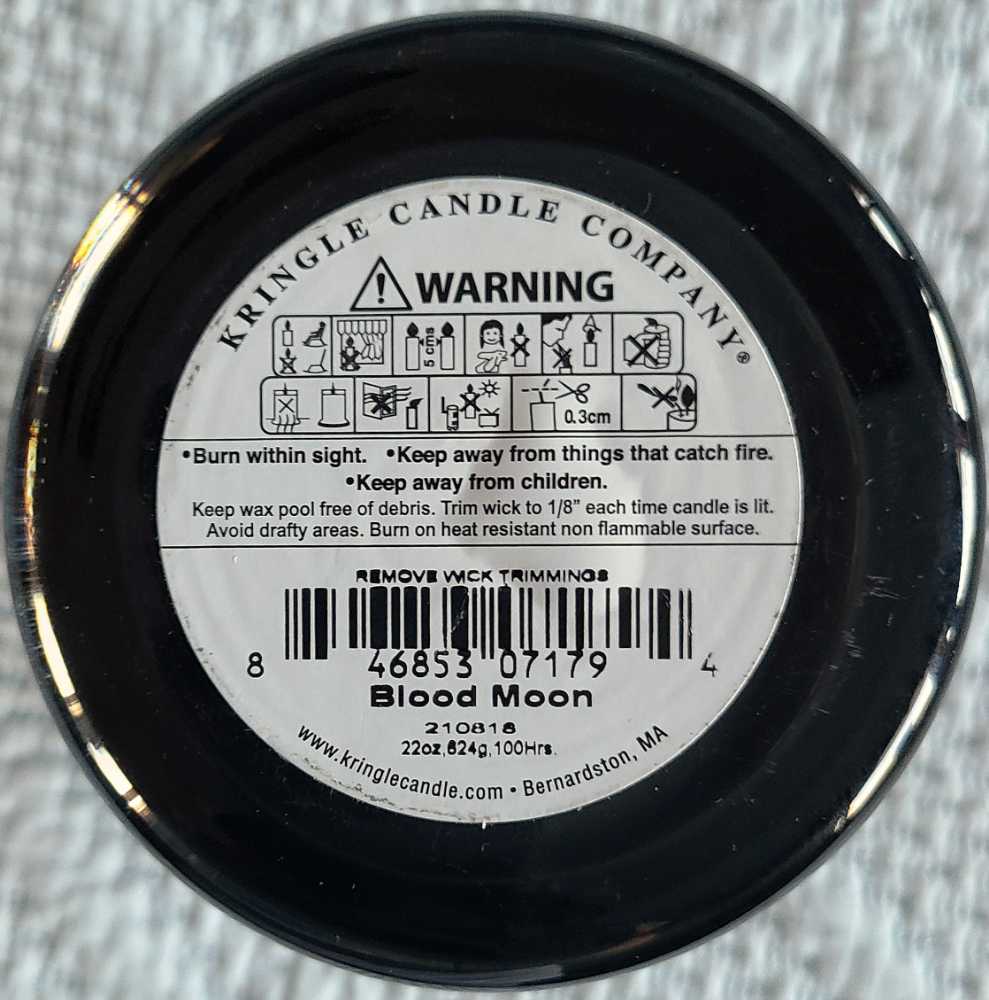 KRINGLE CANDLE COMPANY®
! WARNING
5 cms
0.3cm
•Burn within sight. •Keep away from things that catch fire.
•Keep away from children.
Keep wax pool free of debris. Trim wick to 1/8” each time candle is lit.
Avoid drafty areas. Burn on heat resistant non flammable surface.
REMOVE WICK TRIMMINGS
8 46853 07179 4
Blood Moon
210818
22oz,624g,100Hrs.
www.kringlecandle.com • Bernardston, MA